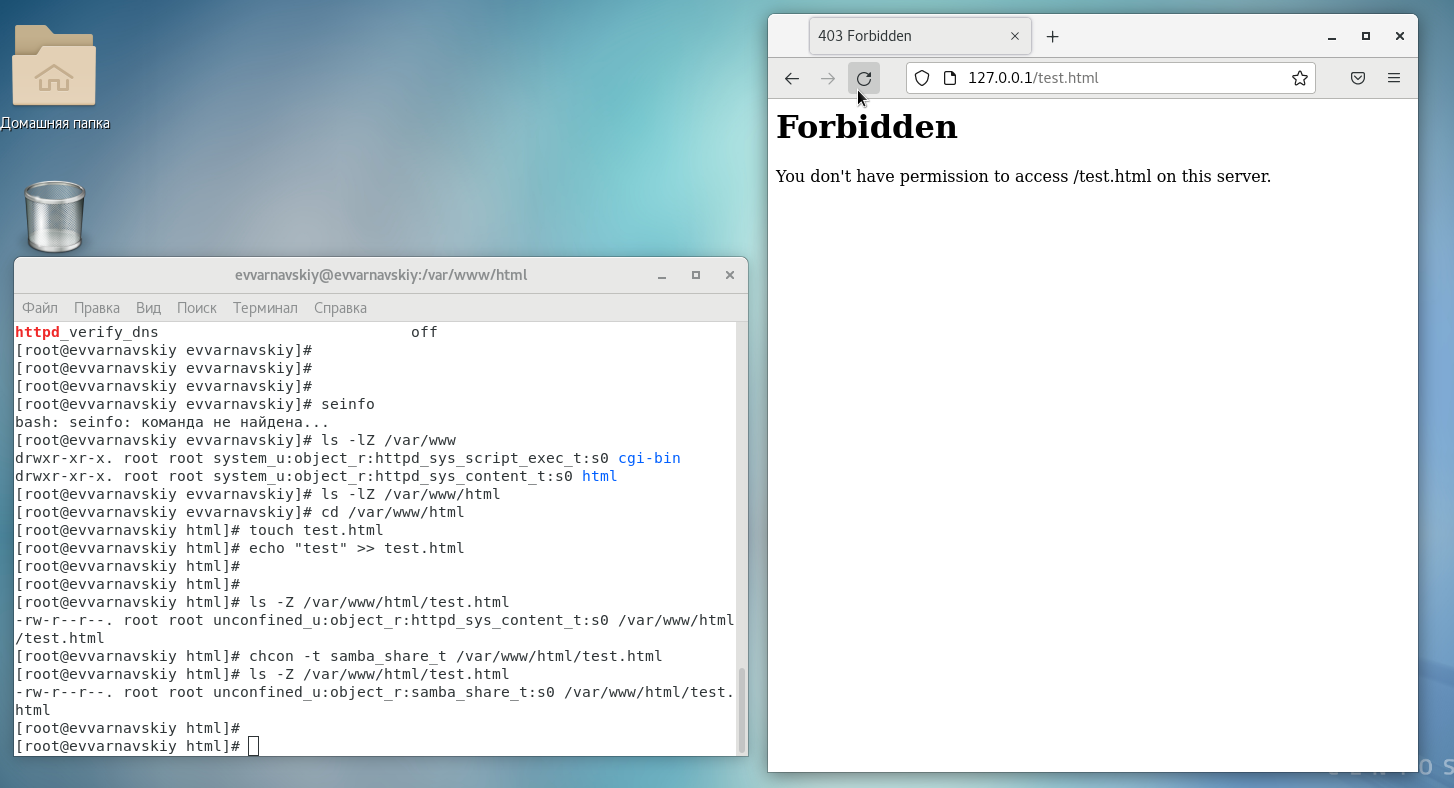 Домашняя папка
evvarnavskiy@evvarnavskiy:/var/www/html
Файл Правка Вид Поиск Терминал Справка
httpd_verify_dns                            off
[root@evvarnavskiy evvarnavskiy]#
[root@evvarnavskiy evvarnavskiy]#
[root@evvarnavskiy evvarnavskiy]#
[root@evvarnavskiy evvarnavskiy]# seinfo
bash: seinfo: команда не найдена...
[root@evvarnavskiy evvarnavskiy]# ls -lZ /var/www
drwxr-xr-x. root root system_u:object_r:httpd_sys_script_exec_t:s0 cgi-bin
drwxr-xr-x. root root system_u:object_r:httpd_sys_content_t:s0 html
[root@evvarnavskiy evvarnavskiy]# ls -lZ /var/www/html
[root@evvarnavskiy evvarnavskiy]# cd /var/www/html
[root@evvarnavskiy html]# touch test.html
[root@evvarnavskiy html]# echo "test" >> test.html
[root@evvarnavskiy html]#
[root@evvarnavskiy html]#
[root@evvarnavskiy html]# ls -Z /var/www/html/test.html
-rw-r--r--. root root unconfined_u:object_r:httpd_sys_content_t:s0 /var/www/html
/test.html
[root@evvarnavskiy html]# chcon -t samba_share_t /var/www/html/test.html
[root@evvarnavskiy html]# ls -Z /var/www/html/test.html
-rw-r--r--. root root unconfined_u:object_r:samba_share_t:s0 /var/www/html/test.
html
[root@evvarnavskiy html]#
[root@evvarnavskiy html]#
403 Forbidden
127.0.0.1/test.html
Forbidden
You don't have permission to access /test.html on this server.